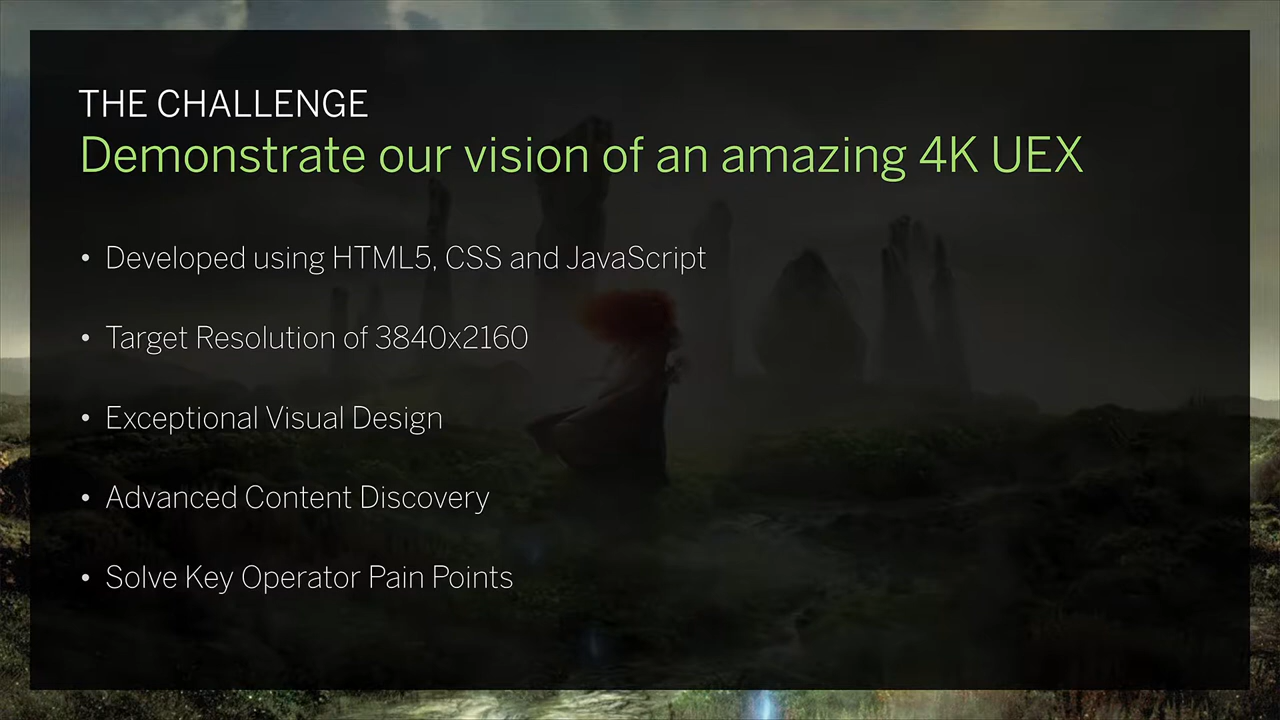 THE CHALLENGE
Demonstrate our vision of an amazing 4K UEX
• Developed using HTML5, CSS and JavaScript
• Target Resolution of 3840x2160
• Exceptional Visual Design
• Advanced Content Discovery
• Solve Key Operator Pain Points